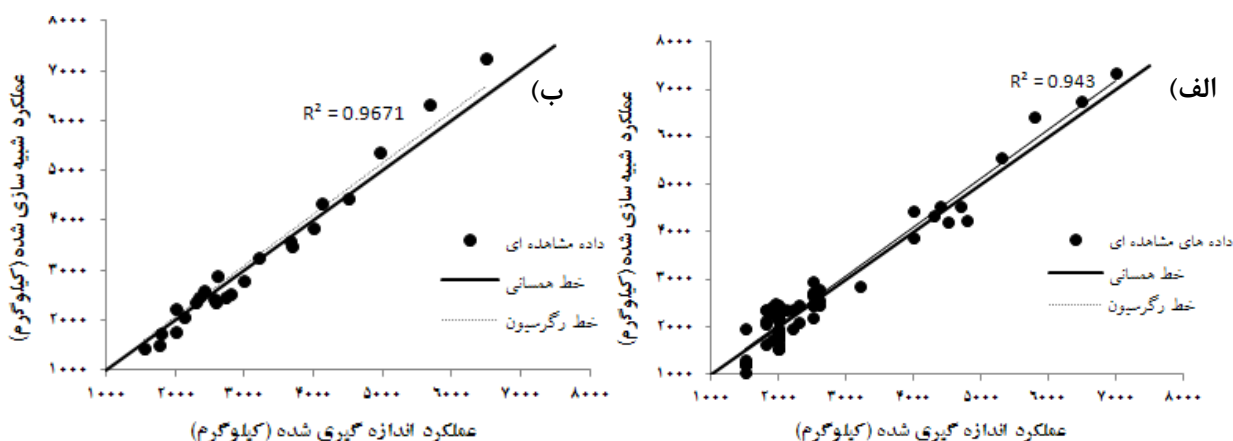 الف)
R² = 0.943
عملکرد شبیه سازی شده (کیلوگرم)
۸۰۰۰
۷۰۰۰
۶۰۰۰
۵۰۰۰
۴۰۰۰
۳۰۰۰
۲۰۰۰
۱۰۰۰
داده های مشاهده ای
خط همسانی
خط رگرسیون
۱۰۰۰ ۲۰۰۰ ۳۰۰۰ ۴۰۰۰ ۵۰۰۰ ۶۰۰۰ ۷۰۰۰ ۸۰۰۰
عملکرد اندازه گیری شده (کیلوگرم)
ب)
R² = 0.9671
عملکرد شبیه سازی شده (کیلوگرم)
۸۰۰۰
۷۰۰۰
۶۰۰۰
۵۰۰۰
۴۰۰۰
۳۰۰۰
۲۰۰۰
۱۰۰۰
داده مشاهده ای
خط همسانی
خط رگرسیون
۱۰۰۰ ۲۰۰۰ ۳۰۰۰ ۴۰۰۰ ۵۰۰۰ ۶۰۰۰ ۷۰۰۰ ۸۰۰۰
عملکرد اندازه گیری شده (کیلوگرم)